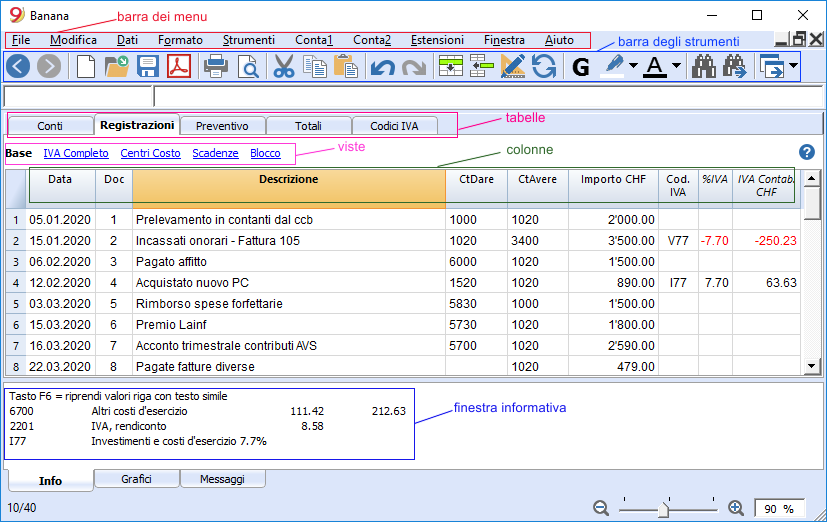 Banana
barra dei menu
File Modifica Dati Formato Strumenti Conta1 Conta2 Estensioni Finestra Aiuto
barra degli strumenti
G A
Conti Registrazioni Preventivo Totali Codici IVA
tabelle
Base IVA Completo Centri Costo Scadenze Blocco
viste
colonne
Data Doc Descrizione CtDare CtAvere Importo CHF Cod. IVA %IVA IVA Contab. CHF
1 05.01.2020 1 Prelevamento in contanti dal ccb 1000 1020 2'000.00
2 15.01.2020 2 Incassati onorari - Fattura 105 1020 3400 3'500.00 V77 -7.70 -250.23
3 06.02.2020 3 Pagato affitto 6000 1020 1'500.00
4 12.02.2020 4 Acquistato nuovo PC 1520 1020 890.00 I77 7.70 63.63
5 03.03.2020 5 Rimborso spese forfettarie 5830 1000 1'500.00
6 15.03.2020 6 Premio Lainf 5730 1020 1'800.00
7 16.03.2020 7 Acconto trimestrale contributi AVS 5700 1020 2'590.00
8 22.03.2020 8 Pagate fatture diverse 1020 479.00
Tasto F6 = riprendi valori riga con testo simile
6700 Altri costi d'esercizio 111.42 212.63
2201 IVA, rendiconto 8.58
I77 Investimenti e costi d'esercizio 7.7%
finestra informativa
Info Grafici Messaggi
10/40
90 %